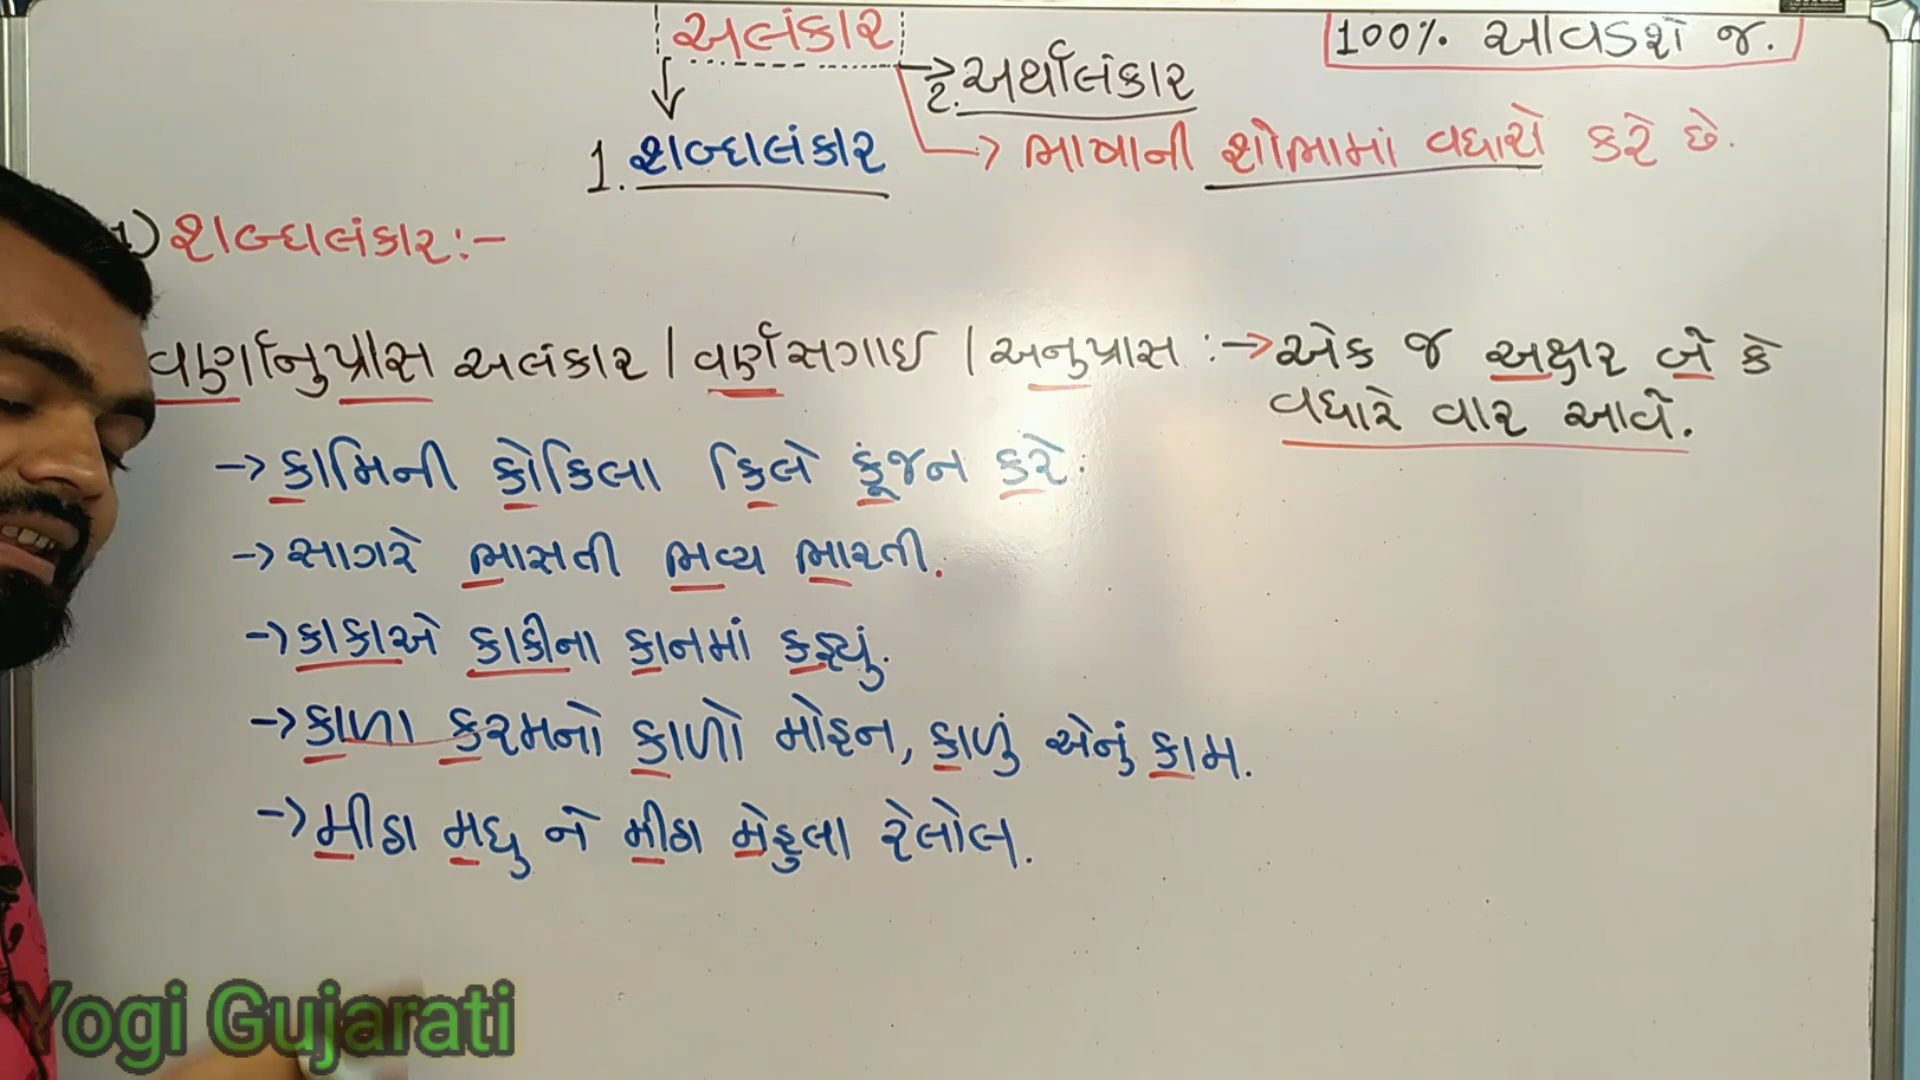 અલંકાર
100% આવડશે જ.
2. અર્થાલંકાર
1. શબ્દાલંકાર
→ ભાષાની શોભામાં વધારો કરે છે.
1) શબ્દાલંકાર:-
વર્ણાનુપ્રાસ અલંકાર / વર્ણસગાઈ / અનુપ્રાસ :→ એક જ અક્ષર બે કે
વધારે વાર આવે.
→ કામિની કોકિલા કિલે કૂંજન કરે.
→ સાગરે ભાસતી ભવ્ય ભારતી.
→ કાકાએ કાકીના કાનમાં કહ્યું.
→ કાળા કરમનો કાળો મોહન, કાળું એનું કામ.
→ મીઠા મધુ ને મીઠા મેહુલા રેલોલ.
Yogi Gujarati